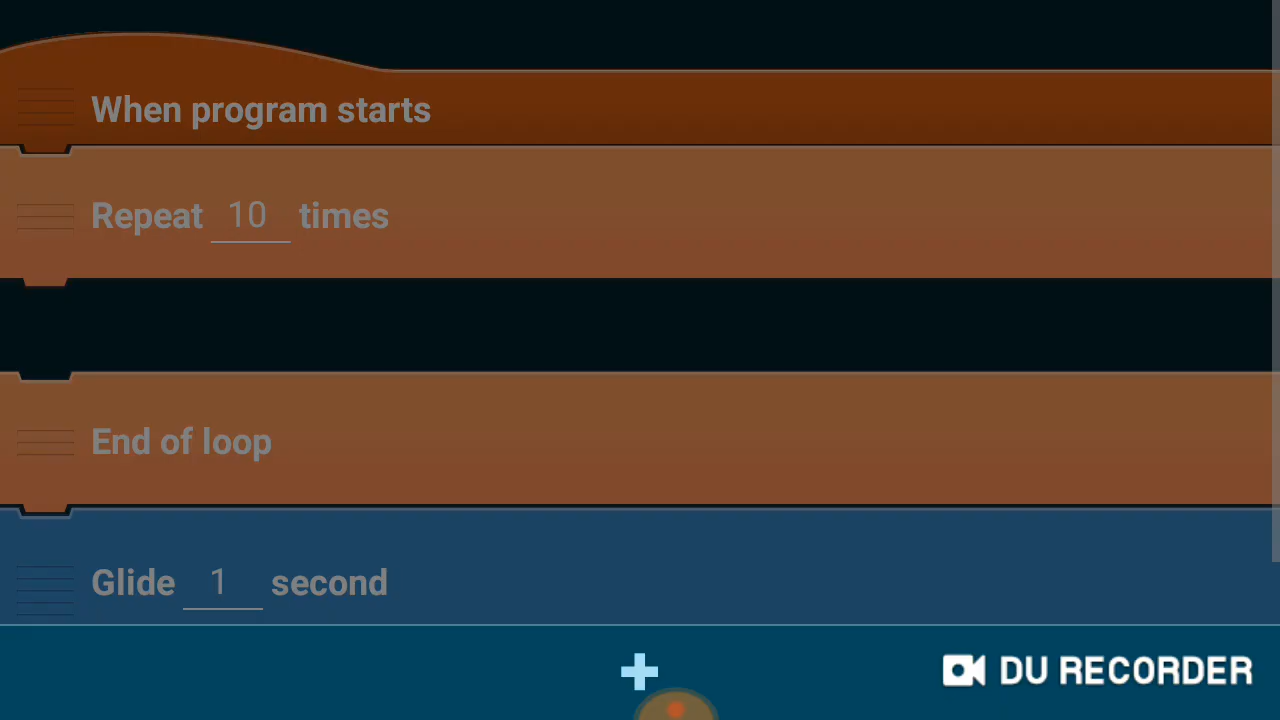 When program starts
Repeat 10 times
End of loop
Glide 1 second
DU RECORDER